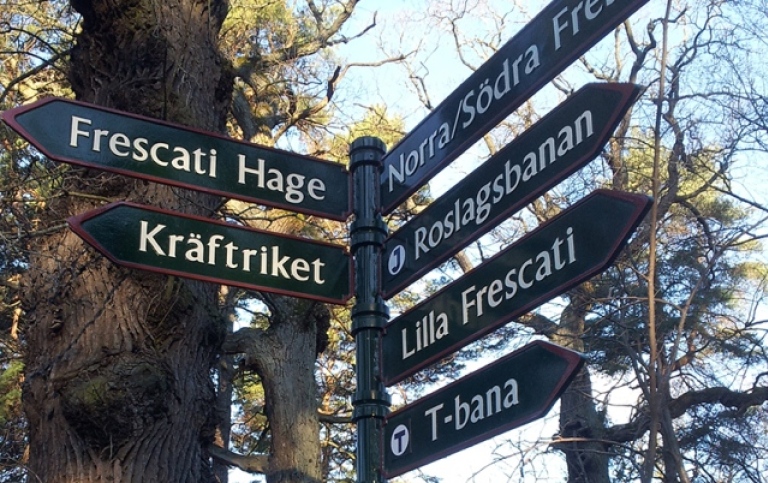 Frescati Hage
Kräftriket
Norra/Södra
J Roslagsbanan
Lilla Frescati
T T-bana